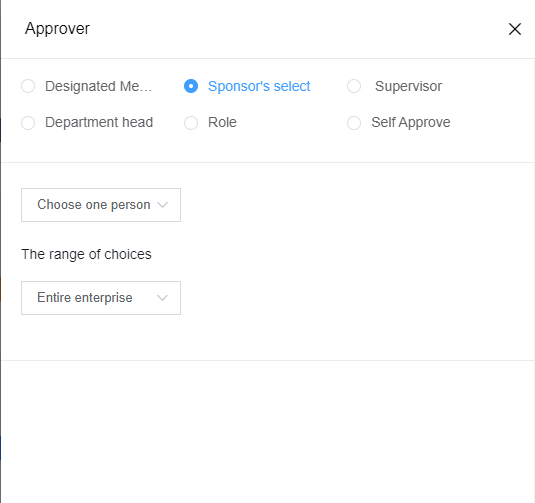 Approver
Designated Me... Sponsor's select Supervisor
Department head Role Self Approve
Choose one person
The range of choices
Entire enterprise